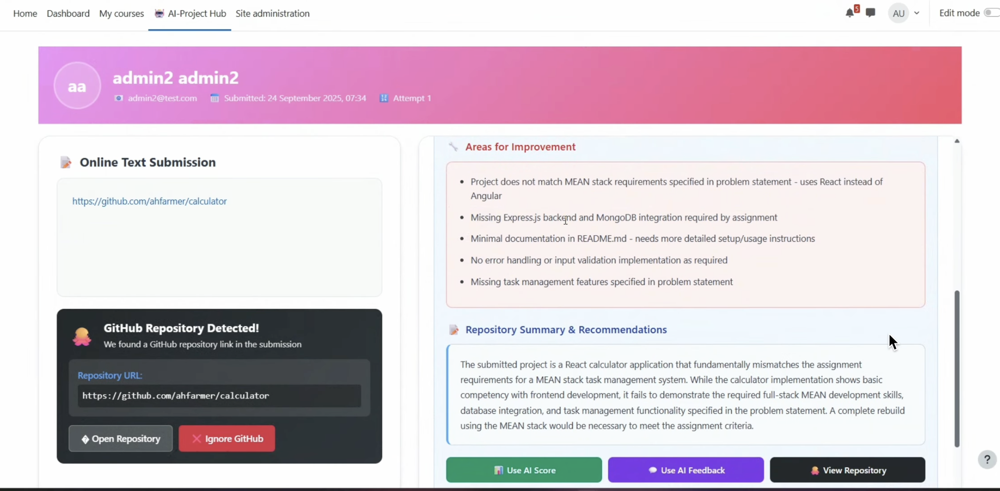 Home Dashboard My courses AI-Project Hub Site administration 5 AU Edit mode
aa
admin2 admin2
admin2@test.com Submitted: 24 September 2025, 07:34 Attempt 1
Online Text Submission
https://github.com/ahfarmer/calculator
GitHub Repository Detected!
We found a GitHub repository link in the submission
Repository URL:
https://github.com/ahfarmer/calculator
Open Repository
Ignore GitHub
Areas for Improvement
Project does not match MEAN stack requirements specified in problem statement - uses React instead of
Angular
Missing Express.js backend and MongoDB integration required by assignment
Minimal documentation in README.md - needs more detailed setup/usage instructions
No error handling or input validation implementation as required
Missing task management features specified in problem statement
Repository Summary & Recommendations
The submitted project is a React calculator application that fundamentally mismatches the assignment
requirements for a MEAN stack task management system. While the calculator implementation shows basic
competency with frontend development, it fails to demonstrate the required full-stack MEAN development skills,
database integration, and task management functionality specified in the problem statement. A complete rebuild
using the MEAN stack would be necessary to meet the assignment criteria.
Use AI Score
Use AI Feedback
View Repository
?